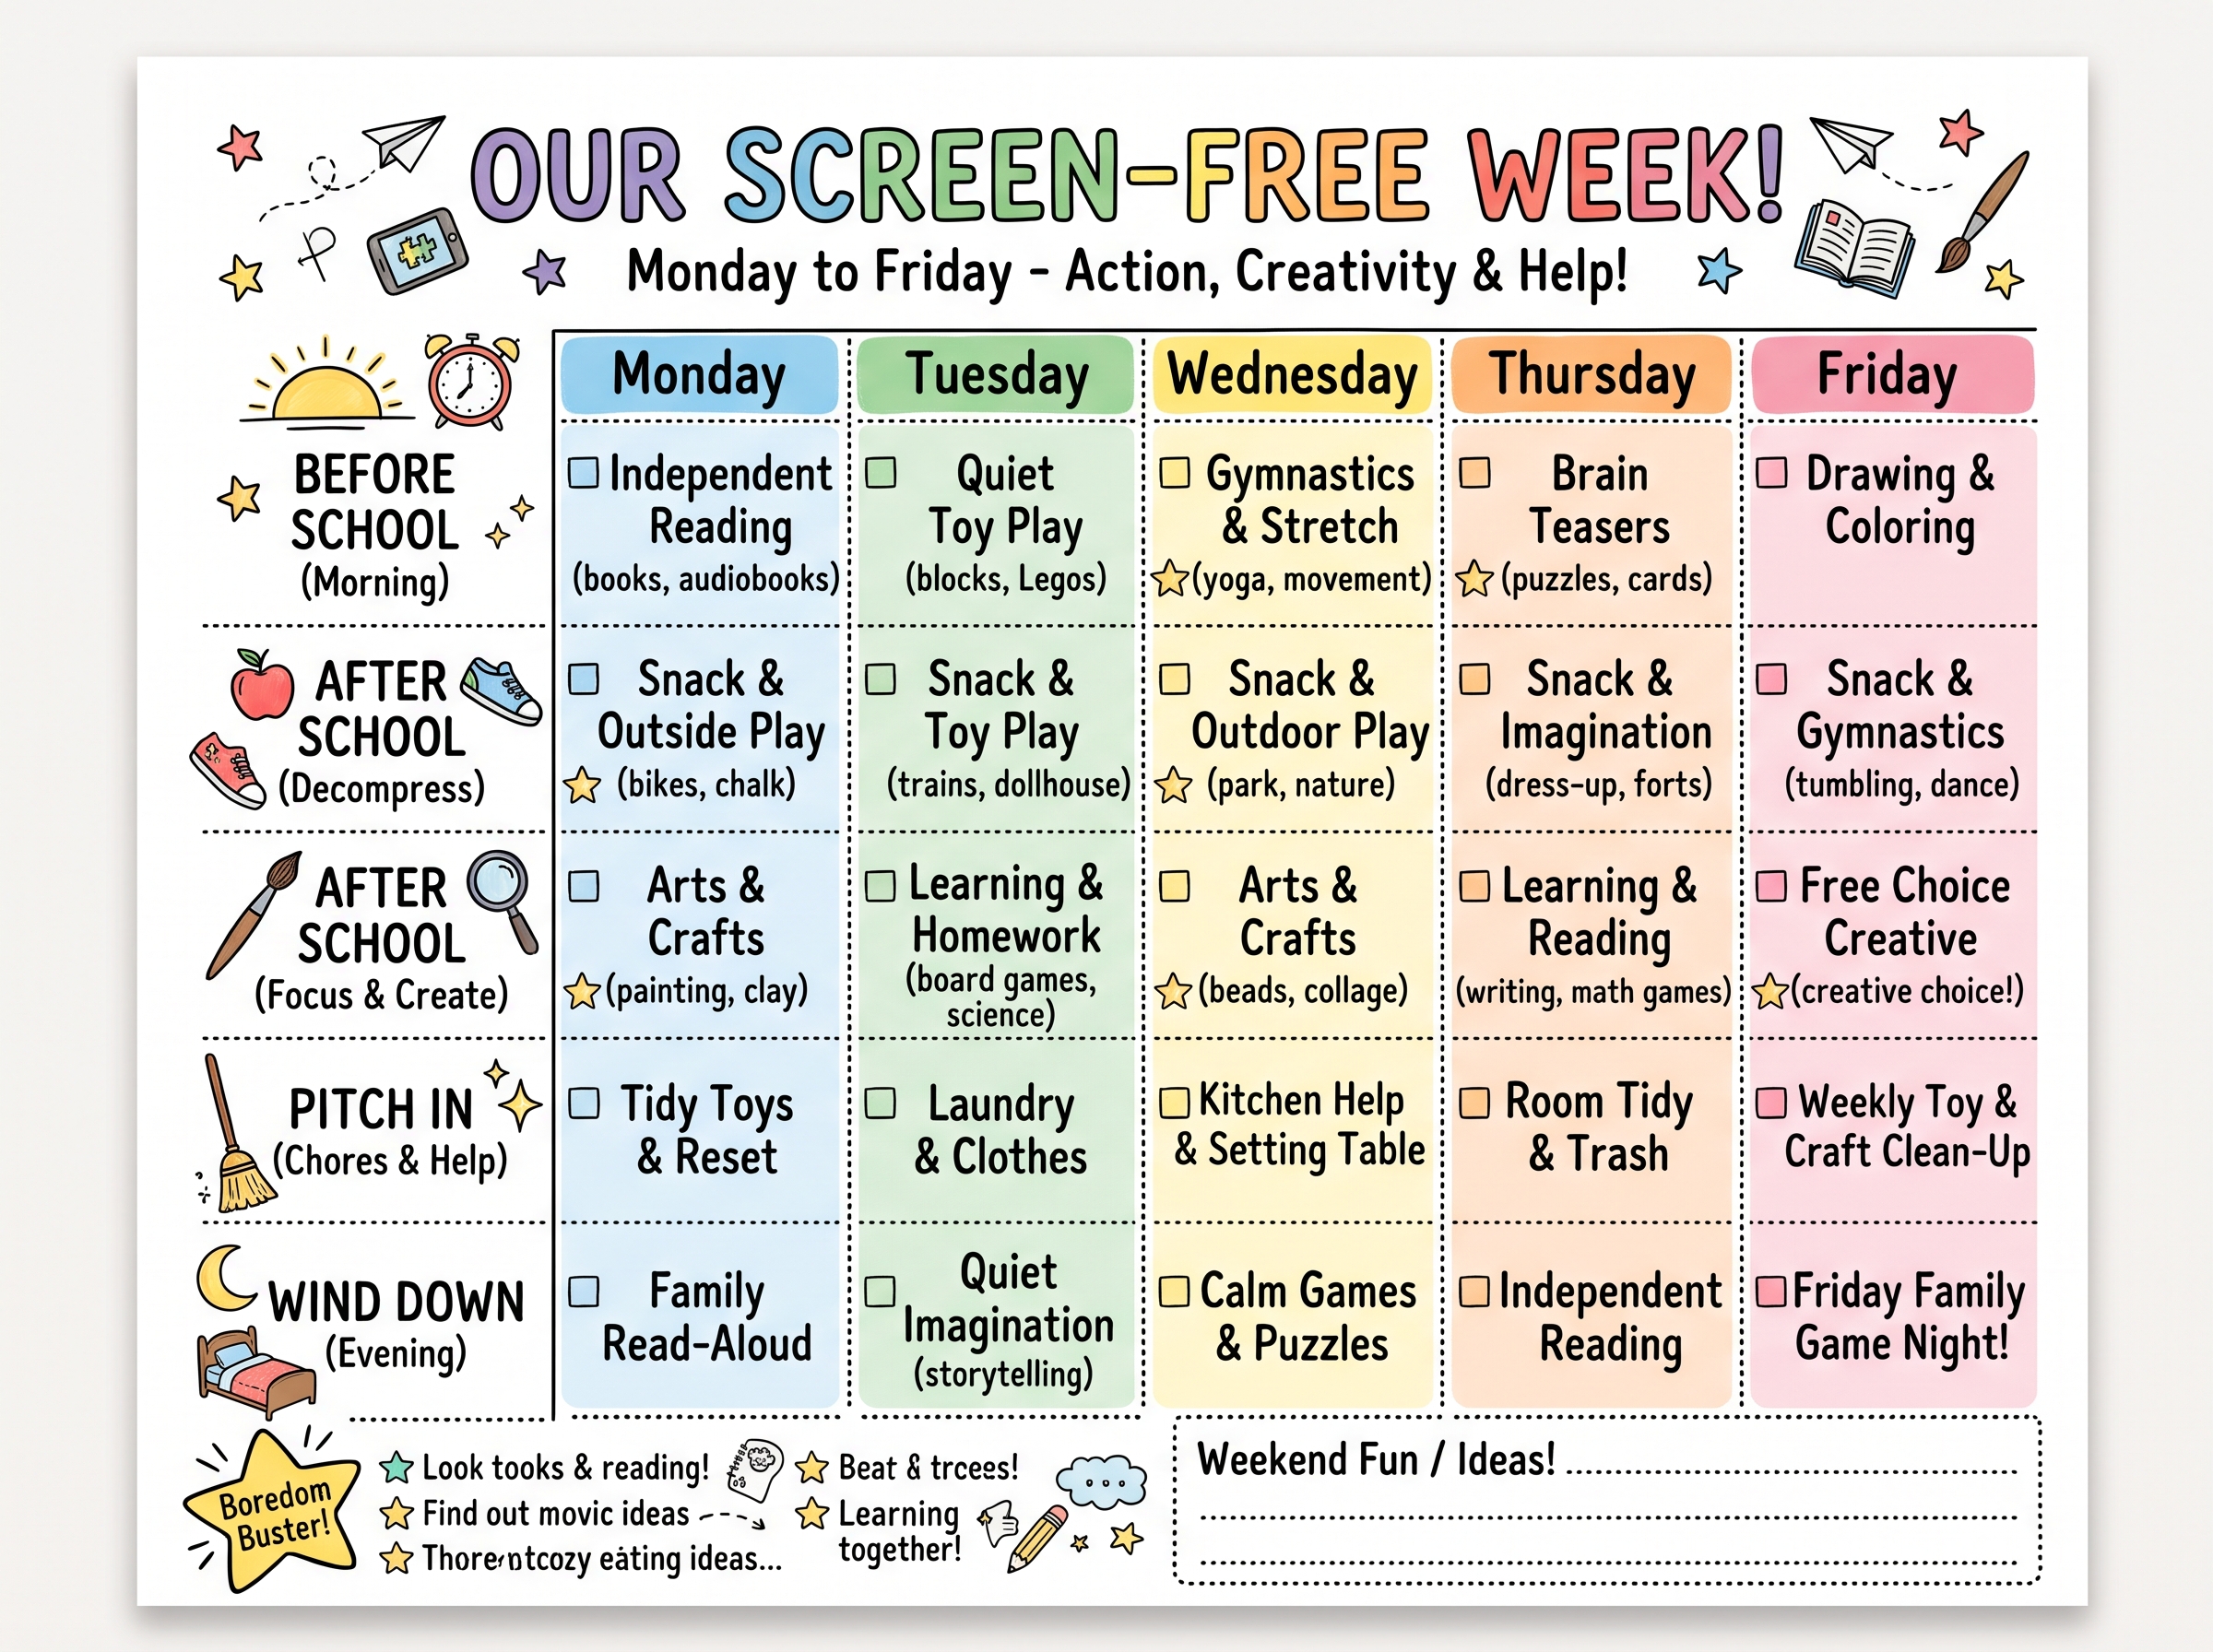 OUR SCREEN-FREE WEEK!
Monday to Friday - Action, Creativity & Help!
Monday
Tuesday
Wednesday
Thursday
Friday
BEFORE
SCHOOL
(Morning)
Independent
Reading
(books, audiobooks)
Quiet
Toy Play
(blocks, Legos)
Gymnastics
& Stretch
(yoga, movement)
Brain
Teasers
(puzzles, cards)
Drawing &
Coloring
AFTER
SCHOOL
(Decompress)
Snack &
Outside Play
(bikes, chalk)
Snack &
Toy Play
(trains, dollhouse)
Snack &
Outdoor Play
(park, nature)
Snack &
Imagination
(dress-up, forts)
Snack &
Gymnastics
(tumbling, dance)
AFTER
SCHOOL
(Focus & Create)
Arts &
Crafts
(painting, clay)
Learning &
Homework
(board games,
science)
Arts &
Crafts
(beads, collage)
Learning &
Reading
(writing, math games)
Free Choice
Creative
(creative choice!)
PITCH IN
(Chores & Help)
Tidy Toys
& Reset
Laundry
& Clothes
Kitchen Help
& Setting Table
Room Tidy
& Trash
Weekly Toy &
Craft Clean-Up
WIND DOWN
(Evening)
Family
Read-Aloud
Quiet
Imagination
(storytelling)
Calm Games
& Puzzles
Independent
Reading
Friday Family
Game Night!
Boredom
Buster!
Look tooks & reading!
Find out movic ideas
eating ideas...
Beat & trcees!
Learning
together!
Weekend Fun / Ideas!